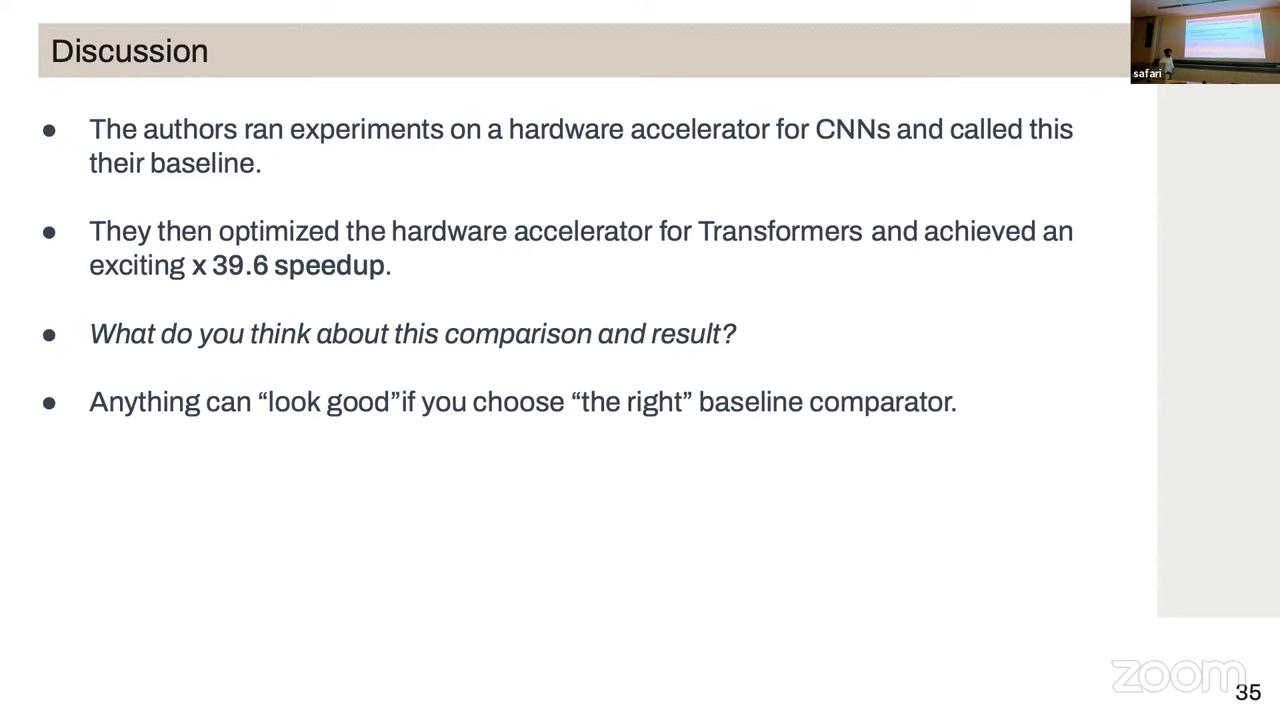 Discussion
safari
● The authors ran experiments on a hardware accelerator for CNNs and called this
their baseline.
● They then optimized the hardware accelerator for Transformers and achieved an
exciting x 39.6 speedup.
● What do you think about this comparison and result?
● Anything can “look good”if you choose “the right” baseline comparator.
zoom
35